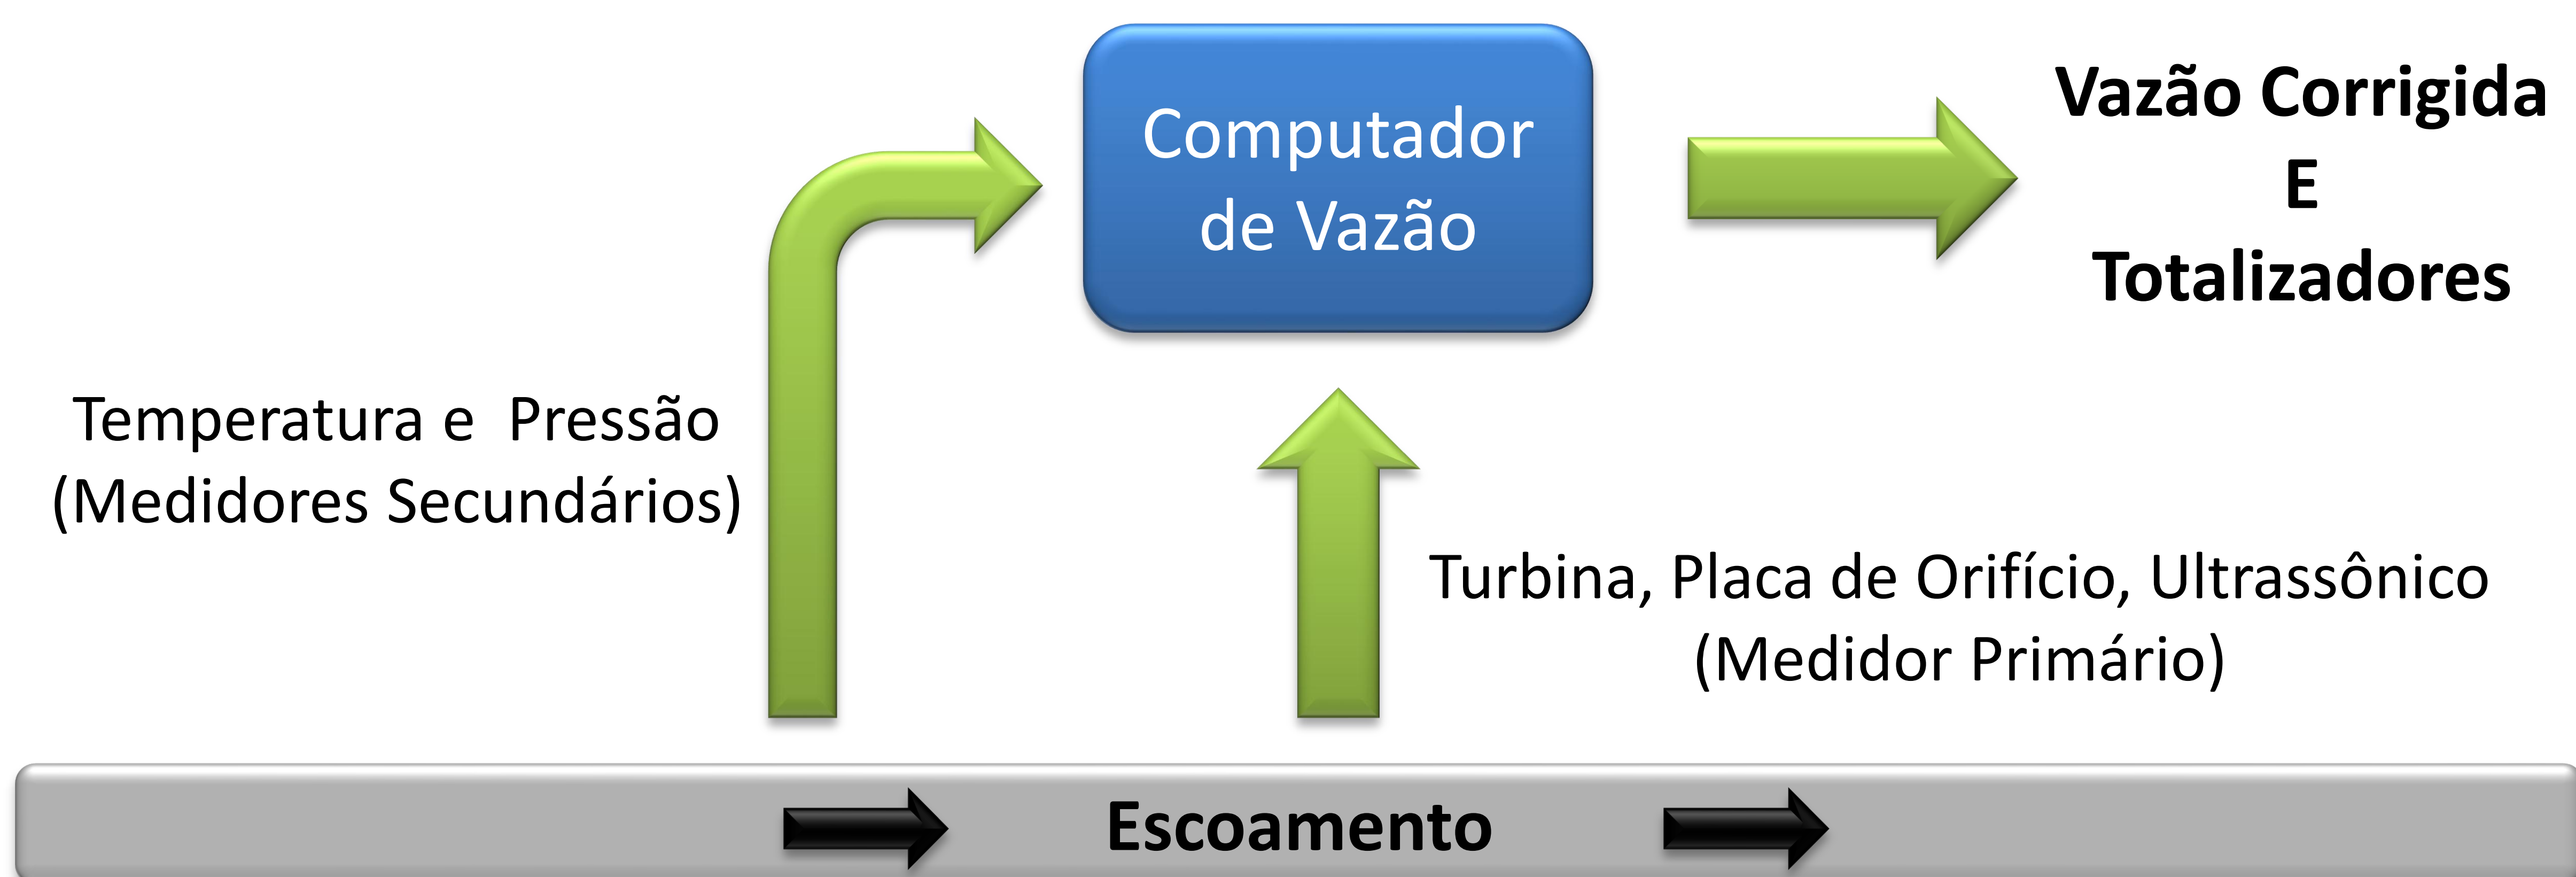 Computador
de Vazão
Vazão Corrigida
E
Totalizadores
Temperatura e  Pressão
(Medidores Secundários)
Turbina, Placa de Orifício, Ultrassônico
(Medidor Primário)
Escoamento